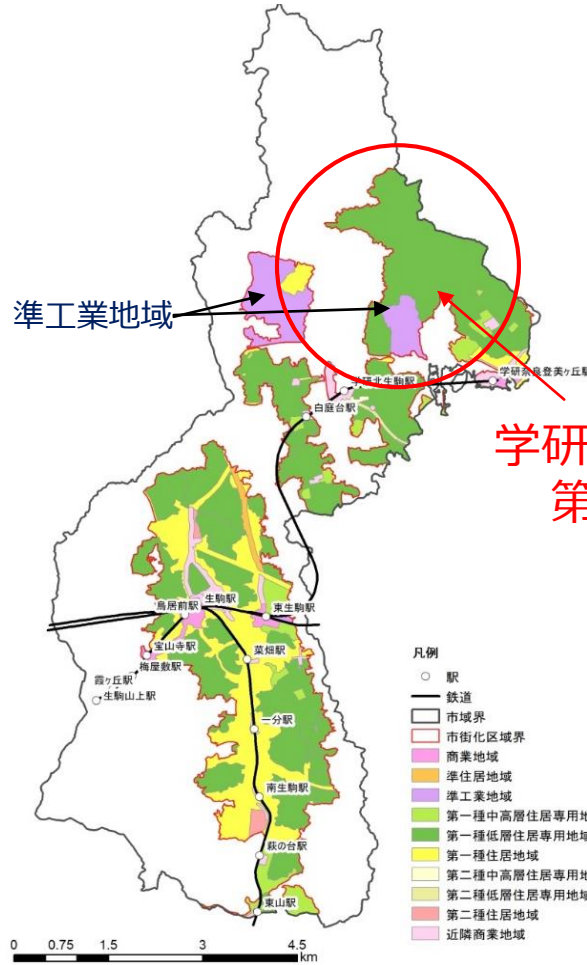 準工業地域
学研奈良登美ヶ丘駅
学研北生駒駅
白庭台駅
学研
第
生駒駅
鳥居前駅
東生駒駅
宝山寺駅
菜畑駅
梅屋敷駅
霞ヶ丘駅
生駒山上駅
一分駅
南生駒駅
萩の台駅
東山駅
凡例
駅
鉄道
市域界
市街化区域界
商業地域
準住居地域
準工業地域
第一種中高層住居専用地
第一種低層住居専用地域
第一種住居地域
第二種中高層住居専用地
第二種低層住居専用地域
第二種住居地域
近隣商業地域
0 0.75 1.5 3 4.5
km